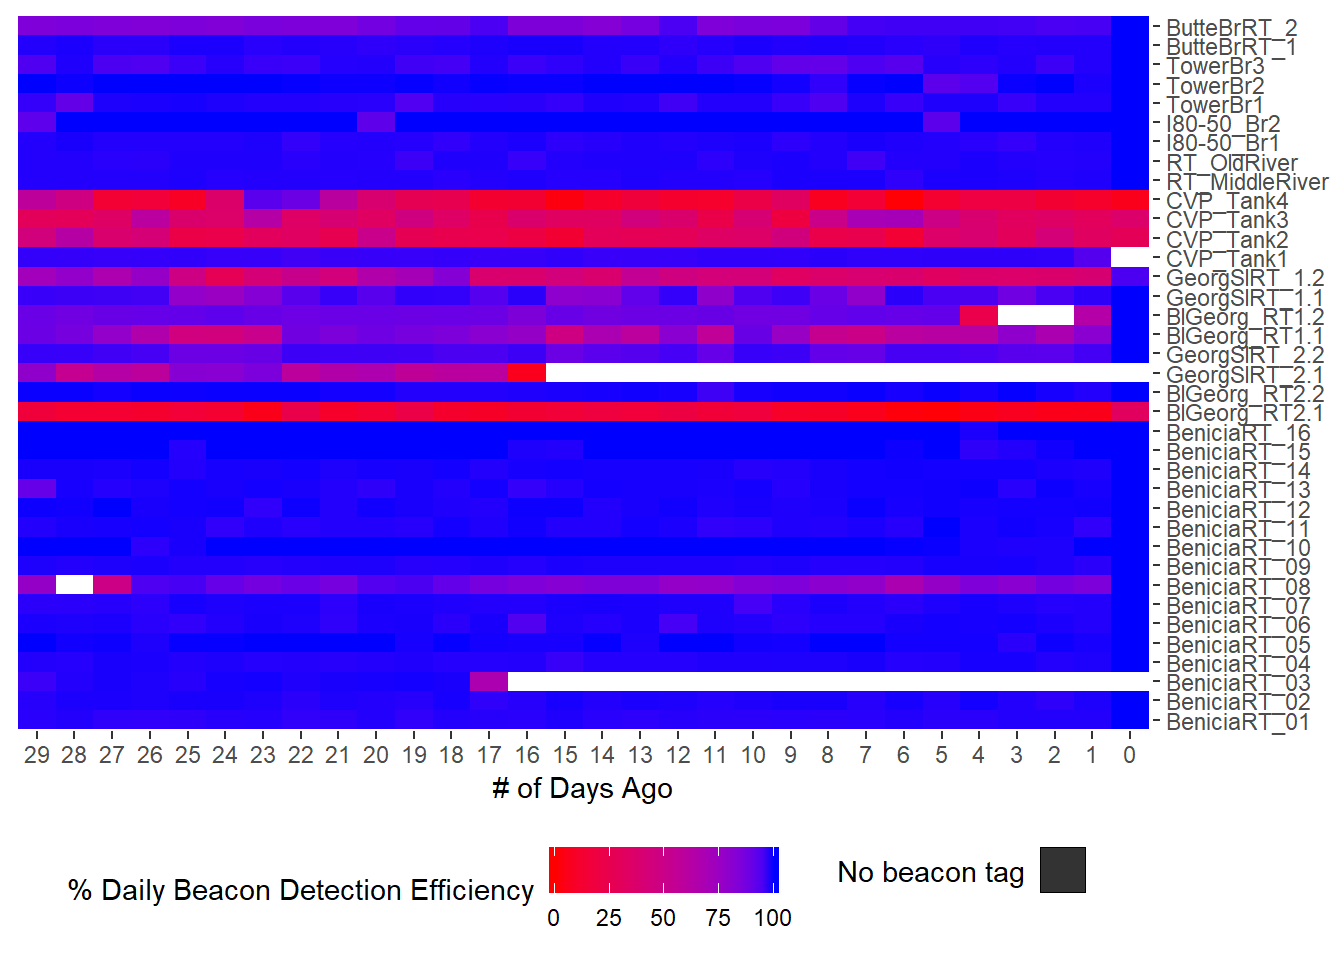 ButteBrRT_2
ButteBrRT_1
TowerBr3
TowerBr2
TowerBr1
I80-50_Br2
I80-50_Br1
RT_OldRiver
RT_MiddleRiver
CVP_Tank4
CVP_Tank3
CVP_Tank2
CVP_Tank1
GeorgSlRT_1.2
GeorgSlRT_1.1
BlGeorg_RT1.2
BlGeorg_RT1.1
GeorgSlRT_2.2
GeorgSlRT_2.1
BlGeorg_RT2.2
BlGeorg_RT2.1
BeniciaRT_16
BeniciaRT_15
BeniciaRT_14
BeniciaRT_13
BeniciaRT_12
BeniciaRT_11
BeniciaRT_10
BeniciaRT_09
BeniciaRT_08
BeniciaRT_07
BeniciaRT_06
BeniciaRT_05
BeniciaRT_04
BeniciaRT_03
BeniciaRT_02
BeniciaRT_01
29 28 27 26 25 24 23 22 21 20 19 18 17 16 15 14 13 12 11 10 9 8 7 6 5 4 3 2 1 0
# of Days Ago
% Daily Beacon Detection Efficiency
0 25 50 75 100
No beacon tag